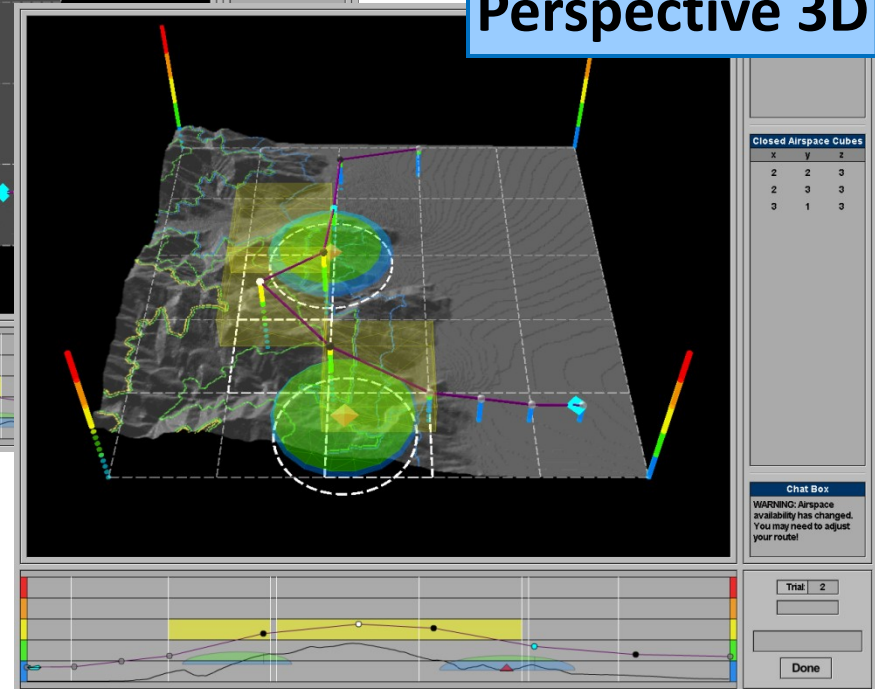 Perspective 3D
Closed Airspace Cubes
x y z
2 2 3
2 3 3
3 1 3
Chat Box
WARNING: Airspace
availability has changed.
You may need to adjust
your route!
Trial: 2
Done